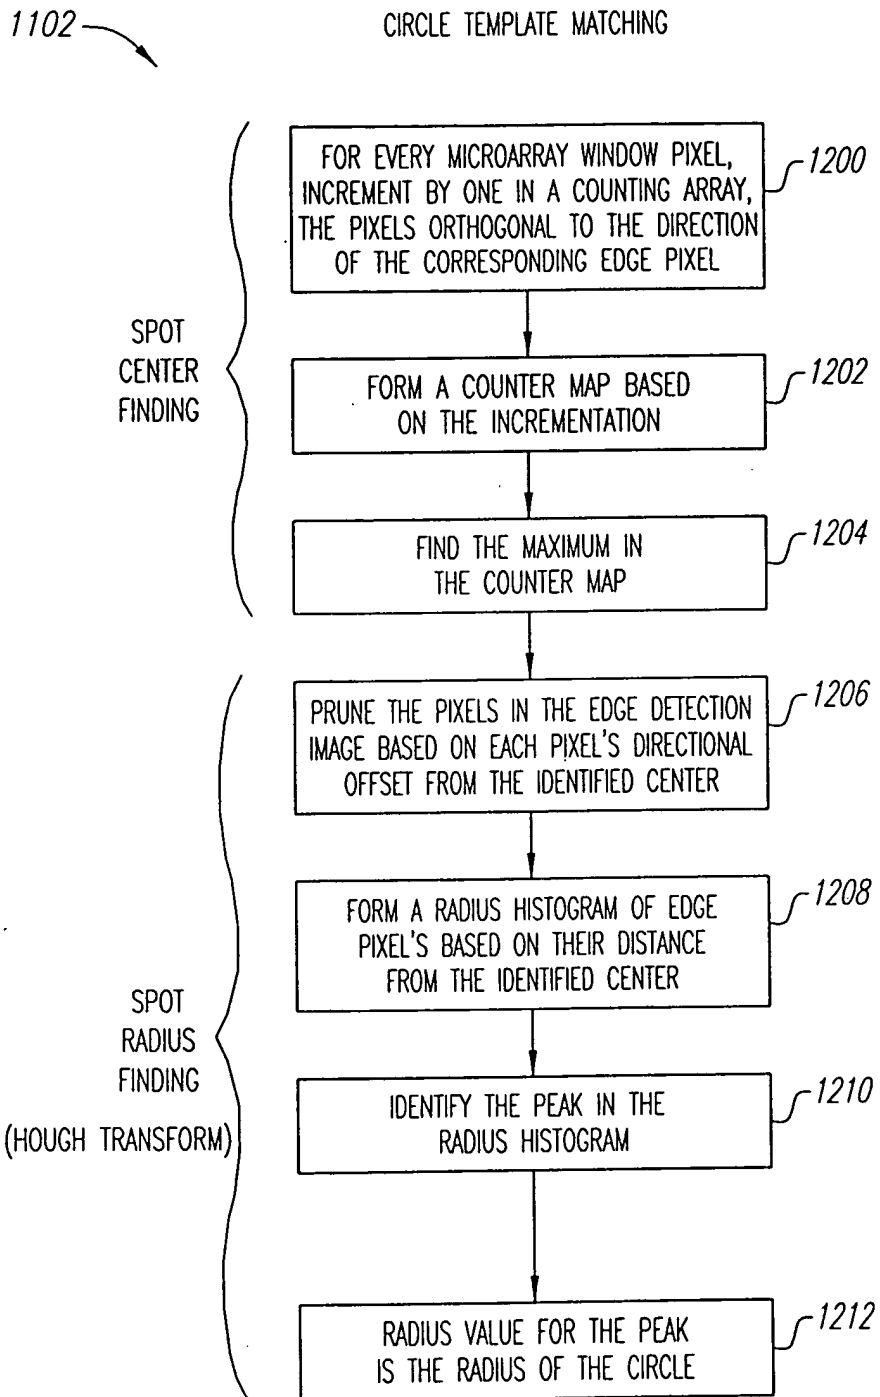 1102
CIRCLE TEMPLATE MATCHING
FOR EVERY MICROARRAY WINDOW PIXEL,
INCREMENT BY ONE IN A COUNTING ARRAY,
THE PIXELS ORTHOGONAL TO THE DIRECTION
OF THE CORRESPONDING EDGE PIXEL
1200
SPOT
CENTER
FINDING
FORM A COUNTER MAP BASED
ON THE INCREMENTATION
1202
FIND THE MAXIMUM IN
THE COUNTER MAP
1204
PRUNE THE PIXELS IN THE EDGE DETECTION
IMAGE BASED ON EACH PIXEL'S DIRECTIONAL
OFFSET FROM THE IDENTIFIED CENTER
1206
FORM A RADIUS HISTOGRAM OF EDGE
PIXEL'S BASED ON THEIR DISTANCE
FROM THE IDENTIFIED CENTER
1208
SPOT
RADIUS
FINDING
(HOUGH TRANSFORM)
IDENTIFY THE PEAK IN THE
RADIUS HISTOGRAM
1210
RADIUS VALUE FOR THE PEAK
IS THE RADIUS OF THE CIRCLE
1212